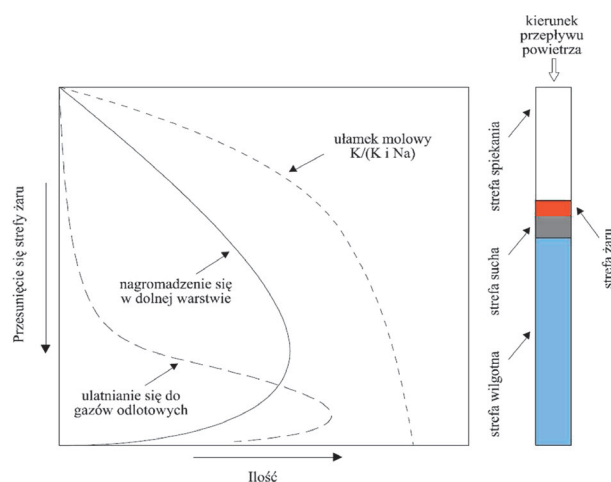 kierunek
przepływu
powietrza
ułamek molowy
K/(K i Na)
nagromadzenie się
w dolnej warstwie
ulatnianie się do
gazów odlotowych
Przesunięcie się strefy żaru
Ilość
strefa spiekania
strefa żaru
strefa sucha
strefa wilgotna